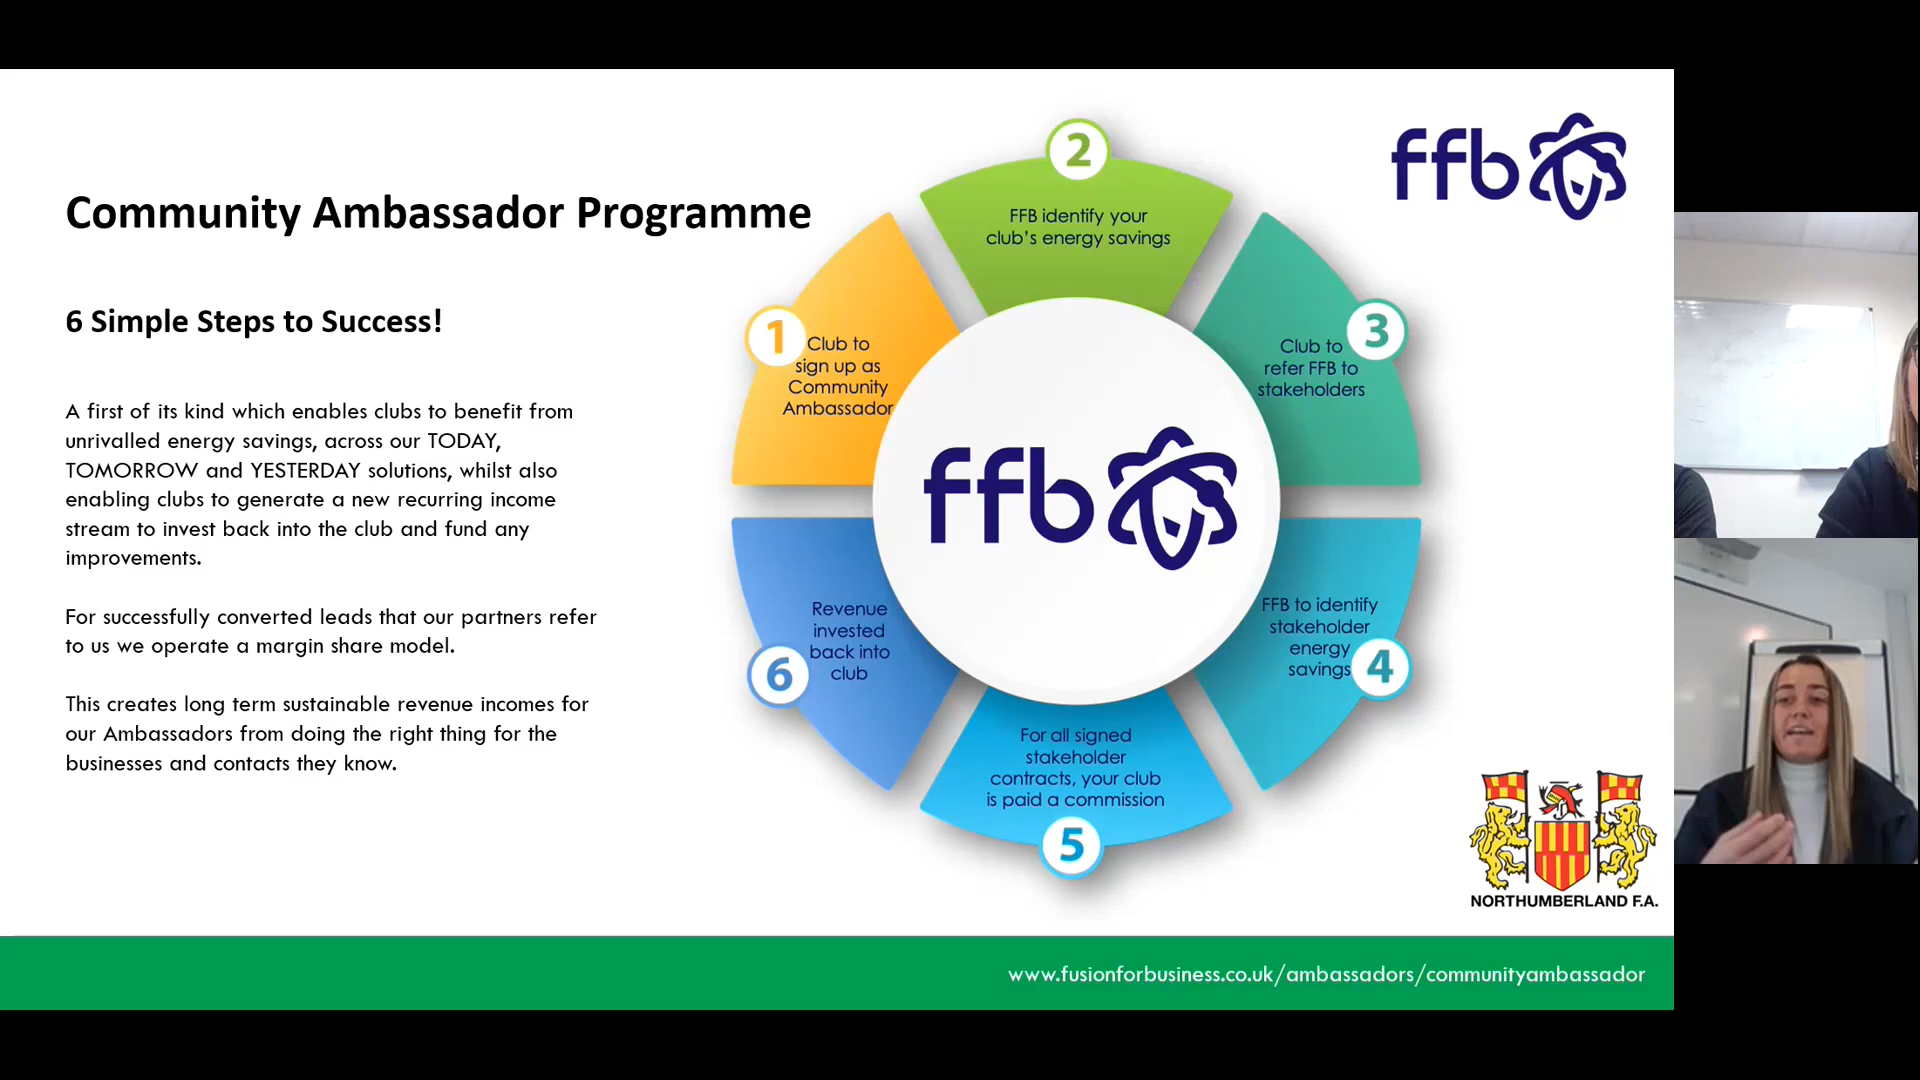 Community Ambassador Programme
6 Simple Steps to Success!
A first of its kind which enables clubs to benefit from
unrivalled energy savings, across our TODAY,
TOMORROW and YESTERDAY solutions, whilst also
enabling clubs to generate a new recurring income
stream to invest back into the club and fund any
improvements.
For successfully converted leads that our partners refer
to us we operate a margin share model.
This creates long term sustainable revenue incomes for
our Ambassadors from doing the right thing for the
businesses and contacts they know.
1
Club to
sign up as
Community
Ambassador
2
FFB identify your
club's energy savings
3
Club to
refer FFB to
stakeholders
4
FFB to identify
stakeholder
energy
savings
5
For all signed
stakeholder
contracts, your club
is paid a commission
6
Revenue
invested
back into
club
ffb
ffb
NORTHUMBERLAND F.A.
www.fusionforbusiness.co.uk/ambassadors/communityambassador